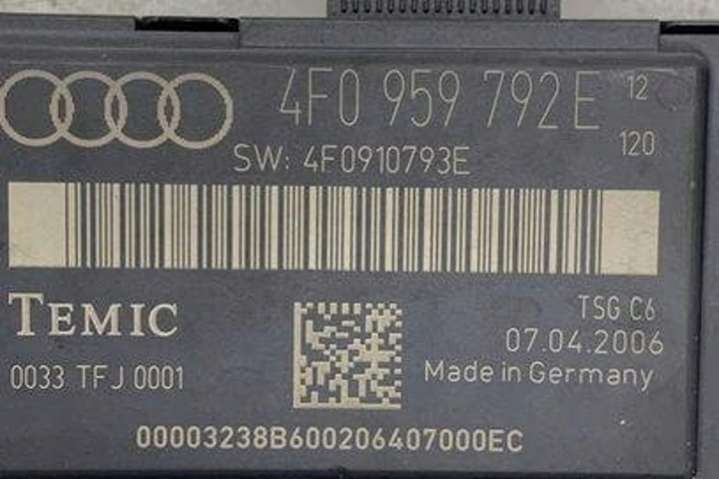 4F0 959 792E 12
120
SW: 4F0910793E
TEMIC
TSG C6
07.04.2006
0033 TFJ 0001
Made in Germany
00003238B600206407000EC